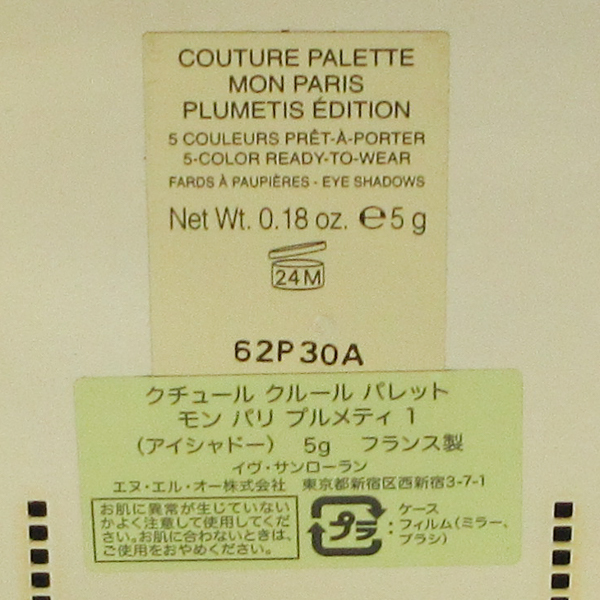 COUTURE PALETTE
MON PARIS
PLUMETIS ÉDITION
5 COULEURS PRÊT-À-PORTER
5-COLOR READY-TO-WEAR
FARDS À PAUPIÈRES - EYE SHADOWS
Net Wt. 0.18 oz. ℮5 g
24M
62P30A
クチュール クルール パレット
モン パリ プルメティ 1
(アイシャドー) 5g フランス製
イヴ・サンローラン
エヌ・エル・オー株式会社 東京都新宿区西新宿3-7-1
お肌に異常が生じていない
かよく注意して使用してくだ
さい。お肌に合わないときは、
ご使用をおやめください。
プラ
ケース
:フィルム(ミラー、
ブラシ)